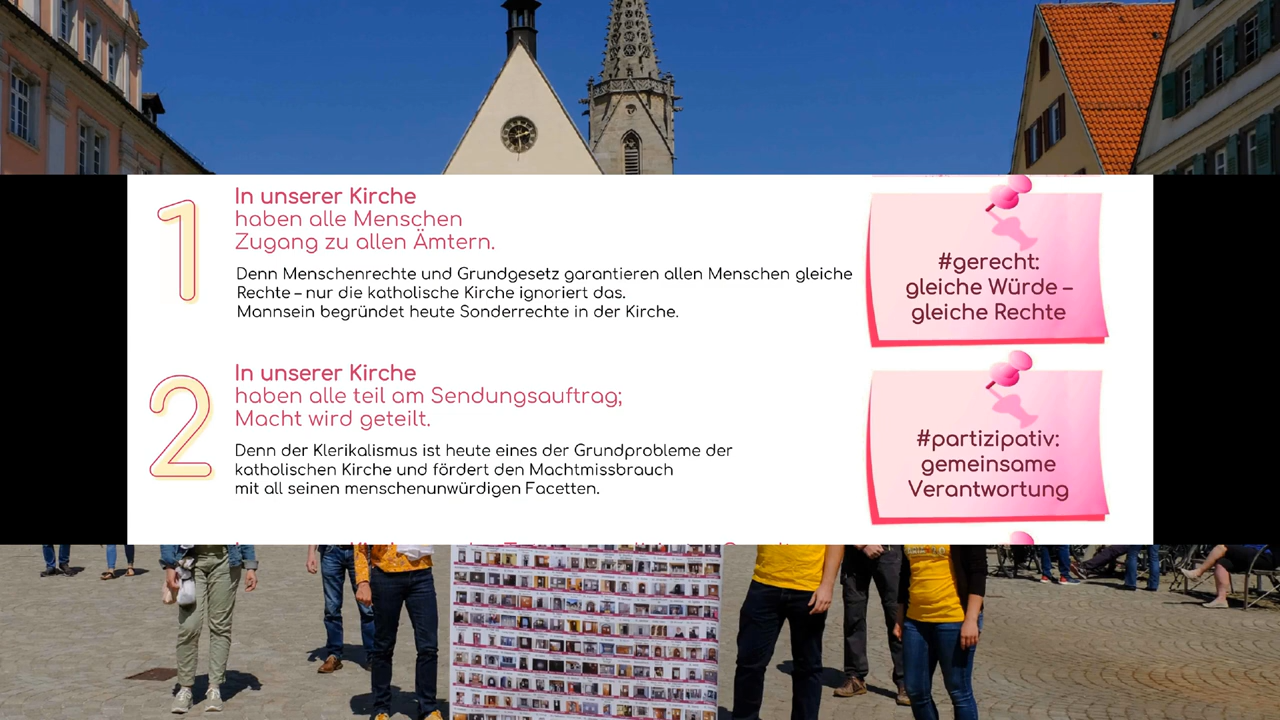 1
In unserer Kirche
haben alle Menschen
Zugang zu allen Ämtern.
Denn Menschenrechte und Grundgesetz garantieren allen Menschen gleiche
Rechte – nur die katholische Kirche ignoriert das.
Mannsein begründet heute Sonderrechte in der Kirche.
#gerecht:
gleiche Würde –
gleiche Rechte
2
In unserer Kirche
haben alle teil am Sendungsauftrag;
Macht wird geteilt.
Denn der Klerikalismus ist heute eines der Grundprobleme der
katholischen Kirche und fördert den Machtmissbrauch
mit all seinen menschenunwürdigen Facetten.
#partizipativ:
gemeinsame
Verantwortung